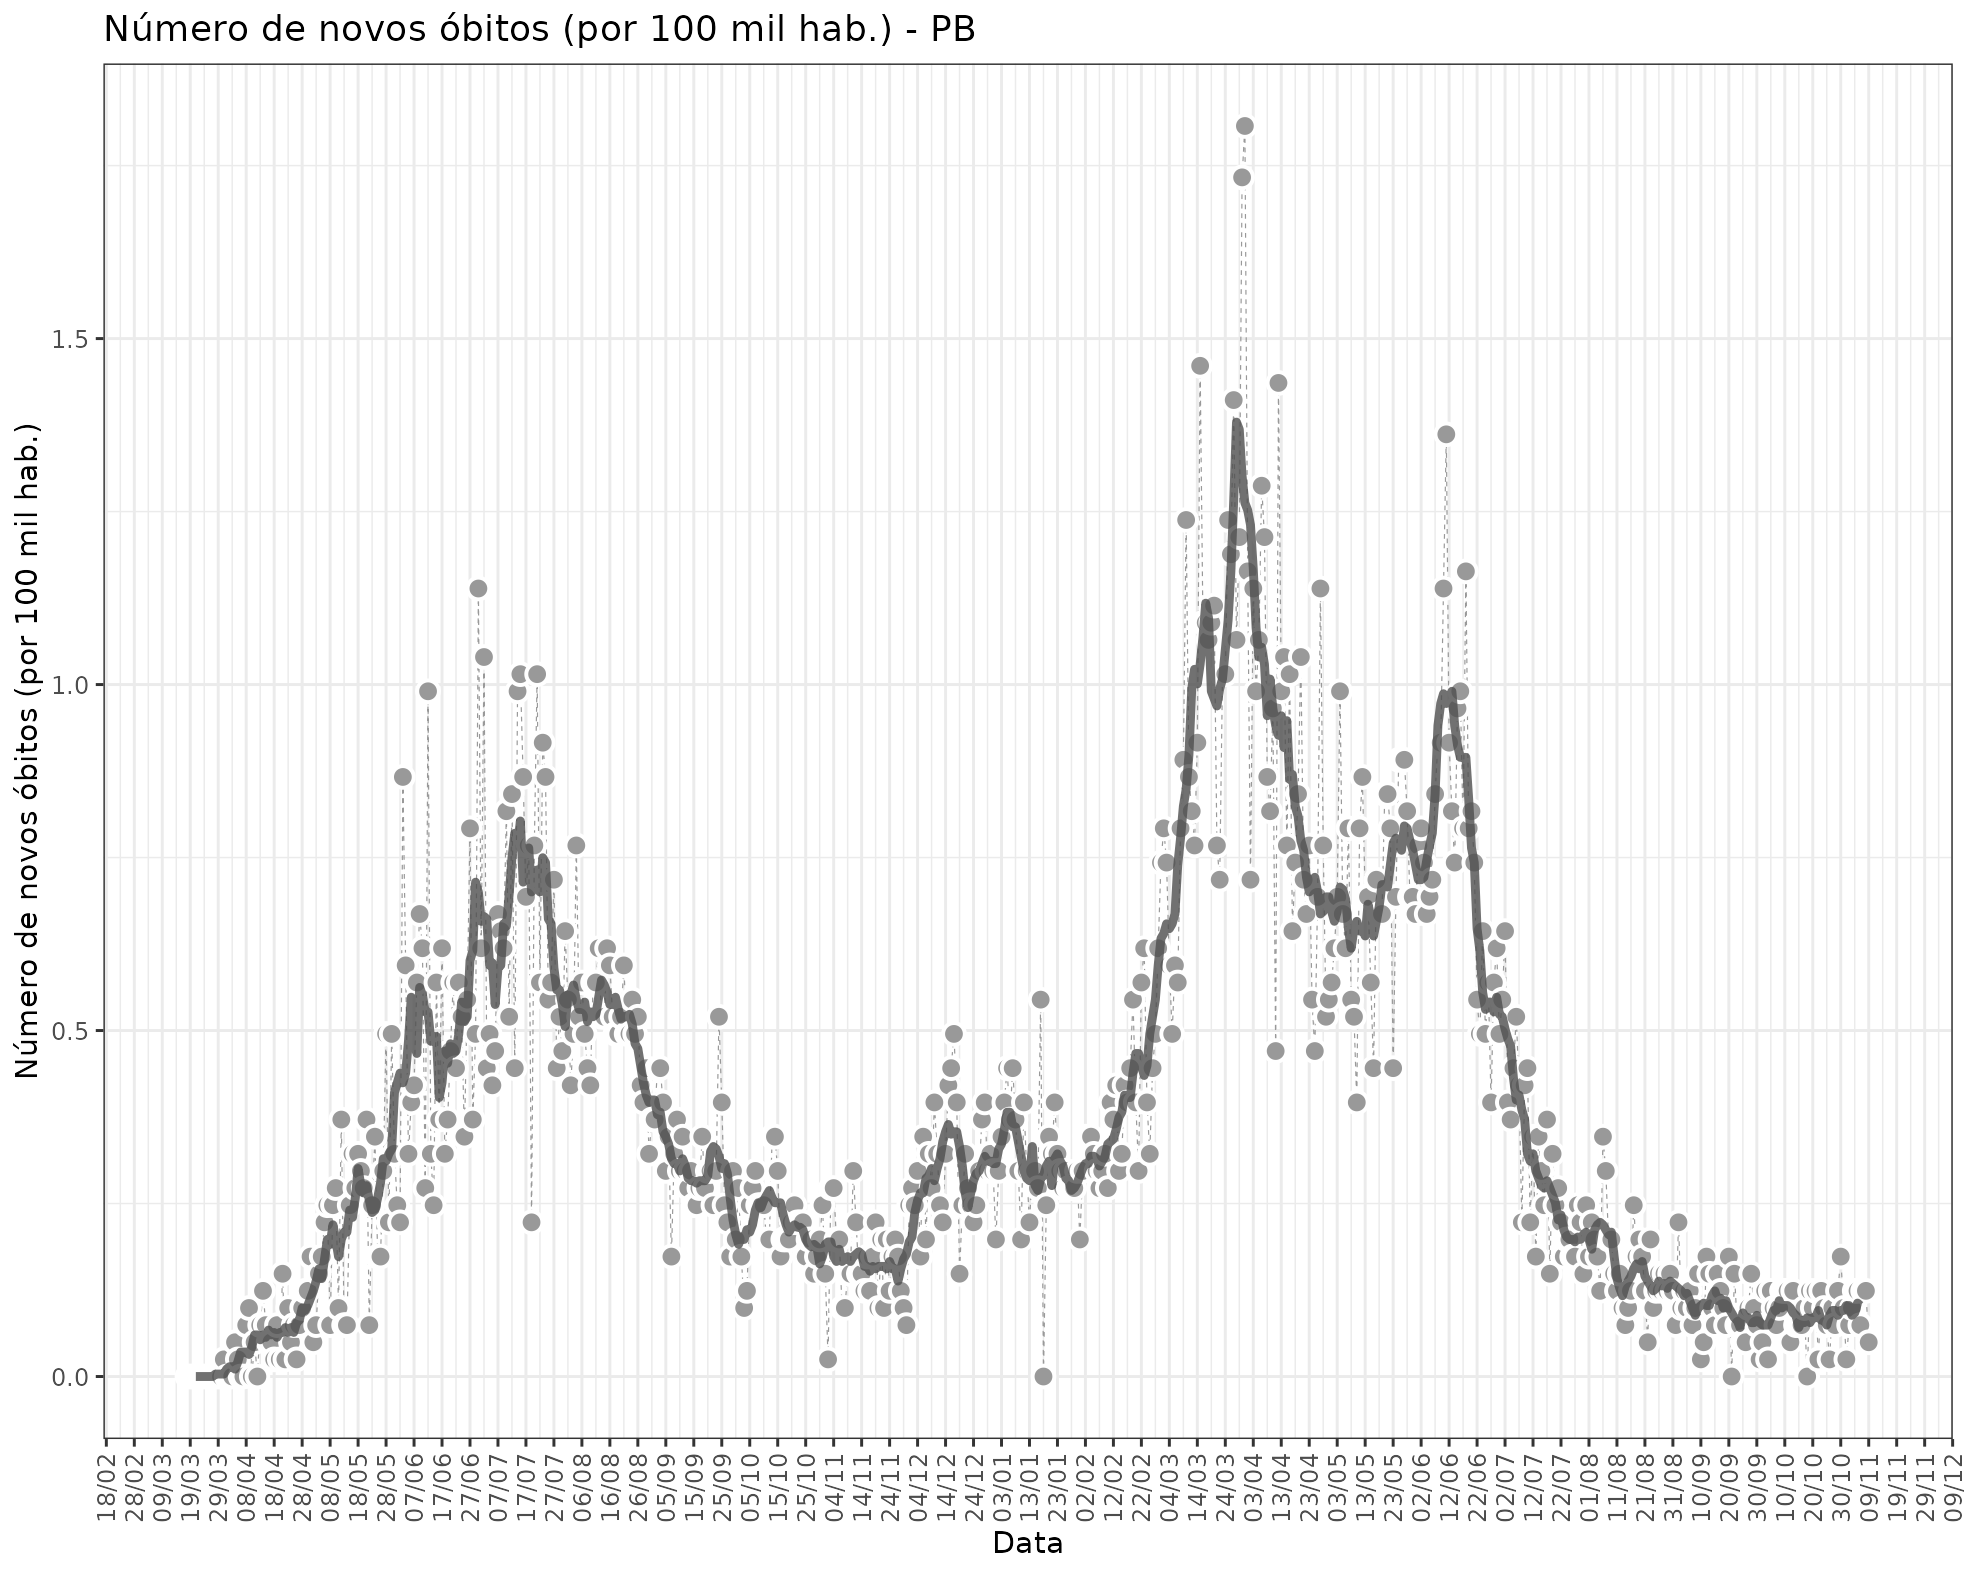 Número de novos óbitos (por 100 mil hab.) - PB
Número de novos óbitos (por 100 mil hab.)
1.5
1.0
0.5
0.0
18/02 28/02 09/03 19/03 29/03 08/04 18/04 28/04 08/05 18/05 28/05 07/06 17/06 27/06 07/07 17/07 27/07 06/08 16/08 26/08 05/09 15/09 25/09 05/10 15/10 25/10 04/11 14/11 24/11 04/12 14/12 24/12 03/01 13/01 23/01 02/02 12/02 22/02 04/03 14/03 24/03 03/04 13/04 23/04 03/05 13/05 23/05 02/06 12/06 22/06 02/07 12/07 22/07 01/08 11/08 21/08 31/08 10/09 20/09 30/09 10/10 20/10 30/10 09/11 19/11 29/11 09/12
Data